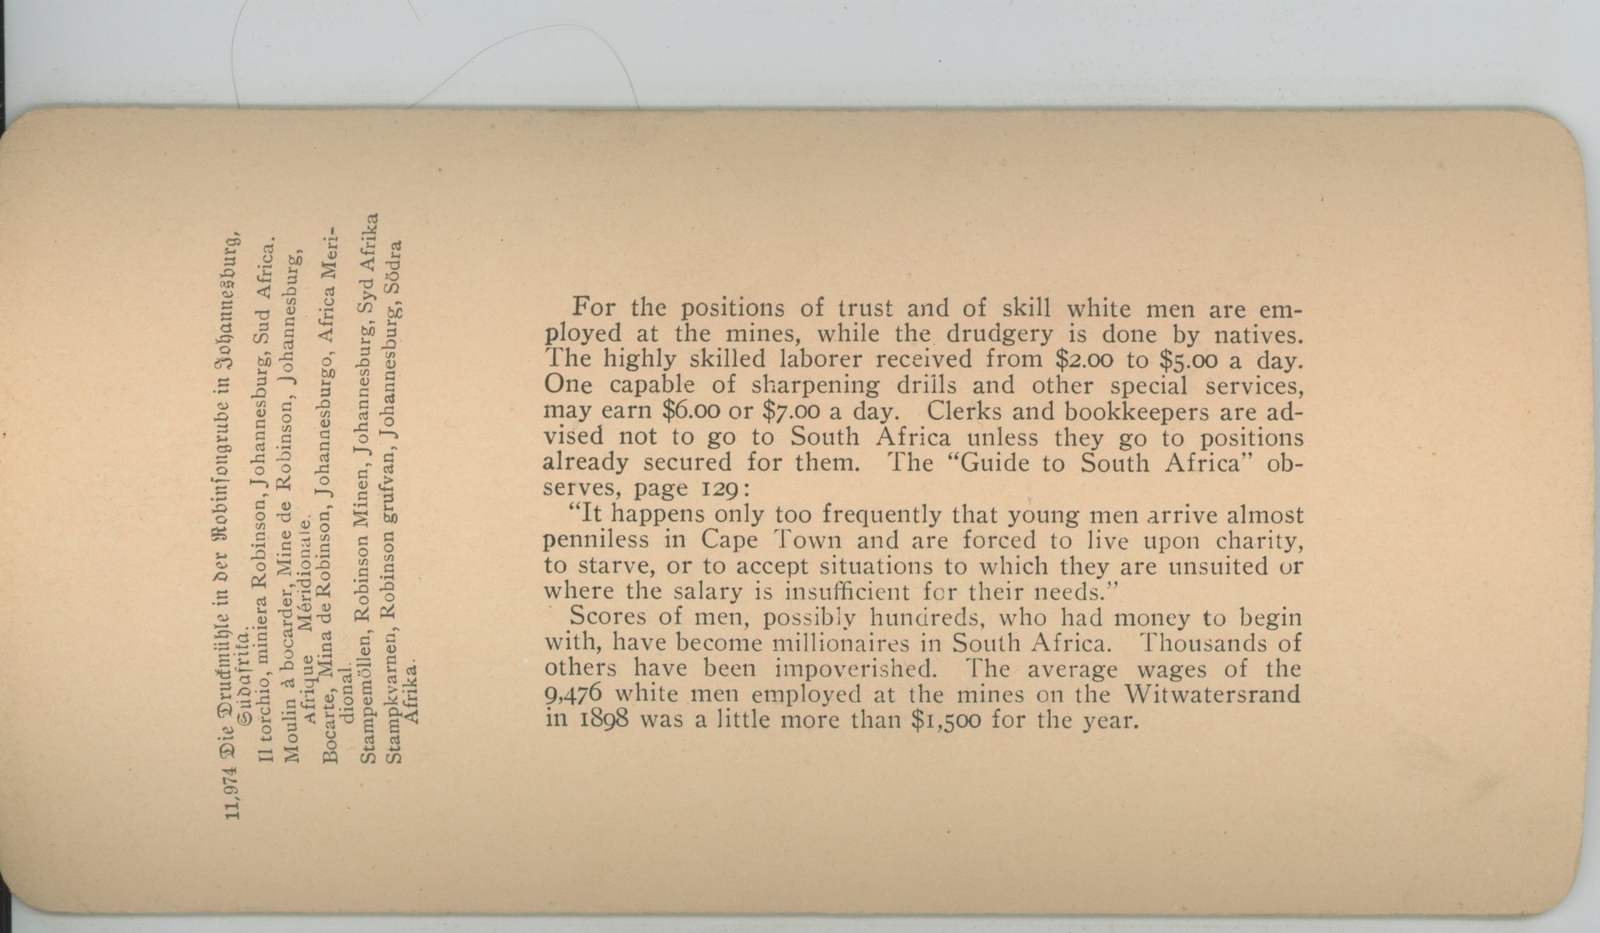 11,974 Die Druckmühle in der Robinsongrube in Johannesburg,
Südafrika.
Il torchio, miniera Robinson, Johannesburg, Sud Africa.
Moulin à bocarder, Mine de Robinson, Johannesburg,
Afrique Méridionale.
Bocarte, Mina de Robinson, Johannesburgo, Africa Meri-
dional.
Stampemöllen, Robinson Minen, Johannesburg, Syd Afrika
Stampkvarnen, Robinson grufvan, Johannesburg, Södra
Afrika.
For the positions of trust and of skill white men are em-
ployed at the mines, while the drudgery is done by natives.
The highly skilled laborer received from $2.00 to $5.00 a day.
One capable of sharpening drills and other special services,
may earn $6.00 or $7.00 a day. Clerks and bookkeepers are ad-
vised not to go to South Africa unless they go to positions
already secured for them. The “Guide to South Africa” ob-
serves, page 129:
“It happens only too frequently that young men arrive almost
penniless in Cape Town and are forced to live upon charity,
to starve, or to accept situations to which they are unsuited or
where the salary is insufficient for their needs.”
Scores of men, possibly hundreds, who had money to begin
with, have become millionaires in South Africa. Thousands of
others have been impoverished. The average wages of the
9,476 white men employed at the mines on the Witwatersrand
in 1898 was a little more than $1,500 for the year.